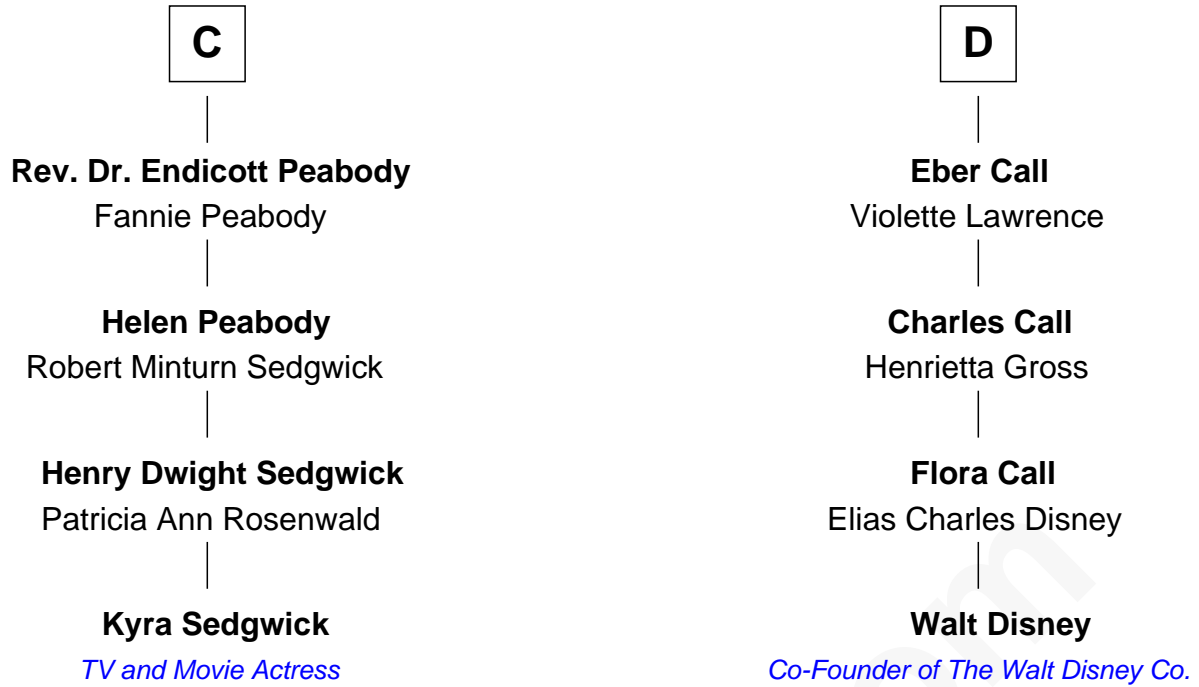 C
Rev. Dr. Endicott Peabody
Fannie Peabody
Helen Peabody
Robert Minturn Sedgwick
Henry Dwight Sedgwick
Patricia Ann Rosenwald
Kyra Sedgwick
TV and Movie Actress
D
Eber Call
Violette Lawrence
Charles Call
Henrietta Gross
Flora Call
Elias Charles Disney
Walt Disney
Co-Founder of The Walt Disney Co.